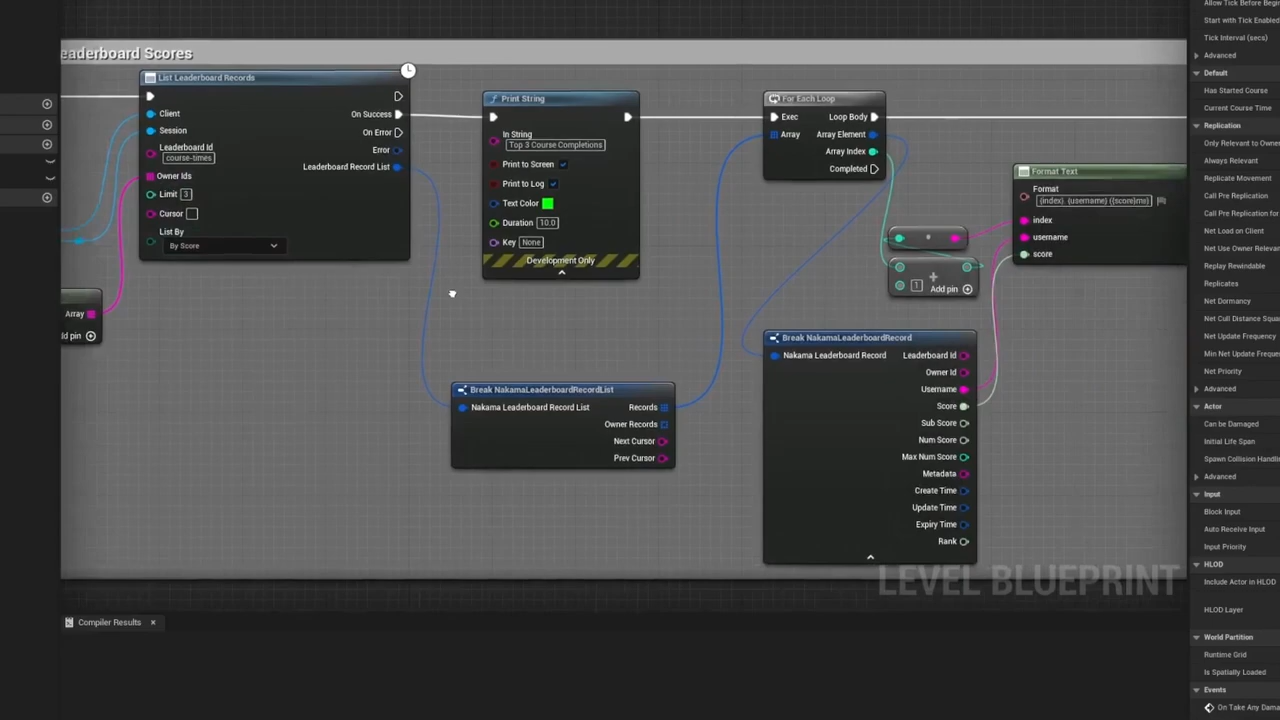 eaderboard Scores
List Leaderboard Records
Client
Session
Leaderboard Id
course-times
Owner Ids
Limit 3
Cursor
List By
By Score
On Success
On Error
Error
Leaderboard Record List
Array
dd pin
Print String
In String
Top 3 Course Completions
Print to Screen
Print to Log
Text Color
Duration 10.0
Key None
Development Only
Break NakamaLeaderboardRecordList
Nakama Leaderboard Record List Records
Owner Records
Next Cursor
Prev Cursor
For Each Loop
Exec Loop Body
Array Array Element
Array Index
Completed
1 Add pin
Format Text
Format
{index}. {username} ({score}ms)
index
username
score
Break NakamaLeaderboardRecord
Nakama Leaderboard Record Leaderboard Id
Owner Id
Username
Score
Sub Score
Num Score
Max Num Score
Metadata
Create Time
Update Time
Expiry Time
Rank
LEVEL BLUEPRINT
Compiler Results
Allow Tick Before Begin
Start with Tick Enabled
Tick Interval (secs)
Advanced
Default
Has Started Course
Current Course Time
Replication
Only Relevant to Owner
Always Relevant
Replicate Movement
Call Pre Replication
Call Pre Replication for
Net Load on Client
Net Use Owner Relevan
Replay Rewindable
Replicates
Net Dormancy
Net Cull Distance Squa
Net Update Frequency
Min Net Update Freque
Net Priority
Advanced
Actor
Can be Damaged
Initial Life Span
Spawn Collision Handli
Advanced
Input
Block Input
Auto Receive Input
Input Priority
HLOD
Include Actor in HLOD
HLOD Layer
World Partition
Runtime Grid
Is Spatially Loaded
Events
On Take Any Dama